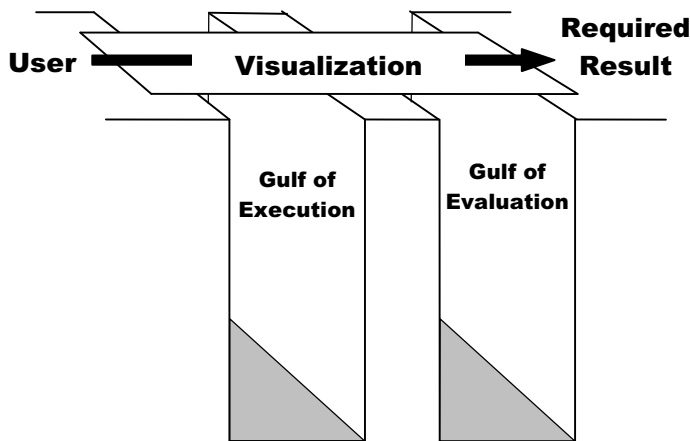 User
Visualization
Required
Result
Gulf of
Execution
Gulf of
Evaluation